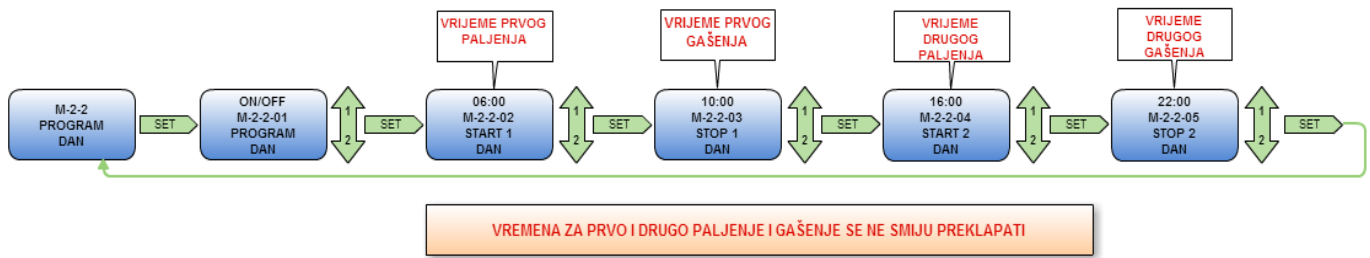 VRIJEME PRVOG
PALJENJA
VRIJEME PRVOG
GAŠENJA
VRIJEME
DRUGOG
PALJENJA
VRIJEME
DRUGOG
GAŠENJA
M-2-2
PROGRAM
DAN
SET
ON/OFF
M-2-2-01
PROGRAM
DAN
1
2
SET
06:00
M-2-2-02
START 1
DAN
1
2
SET
10:00
M-2-2-03
STOP 1
DAN
1
2
SET
16:00
M-2-2-04
START 2
DAN
1
2
SET
22:00
M-2-2-05
STOP 2
DAN
1
2
SET
VREMENA ZA PRVO I DRUGO PALJENJE I GAŠENJE SE NE SMIJU PREKLAPATI